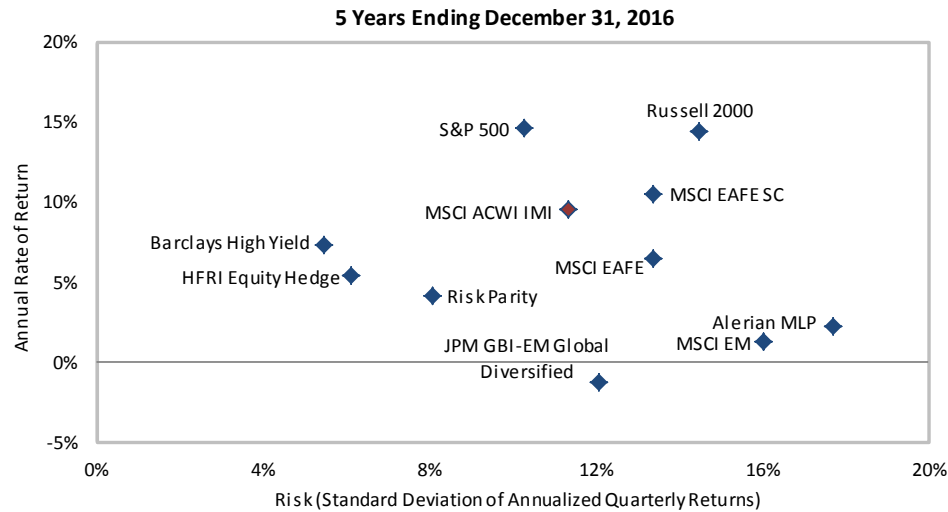 5 Years Ending December 31, 2016
20%
15%
10%
5%
0%
-5%
Annual Rate of Return
S&P 500
Russell 2000
MSCI ACWI IMI
MSCI EAFE SC
Barclays High Yield
HFRI Equity Hedge
MSCI EAFE
Risk Parity
Alerian MLP
MSCI EM
JPM GBI-EM Global
Diversified
0%
4%
8%
12%
16%
20%
Risk (Standard Deviation of Annualized Quarterly Returns)